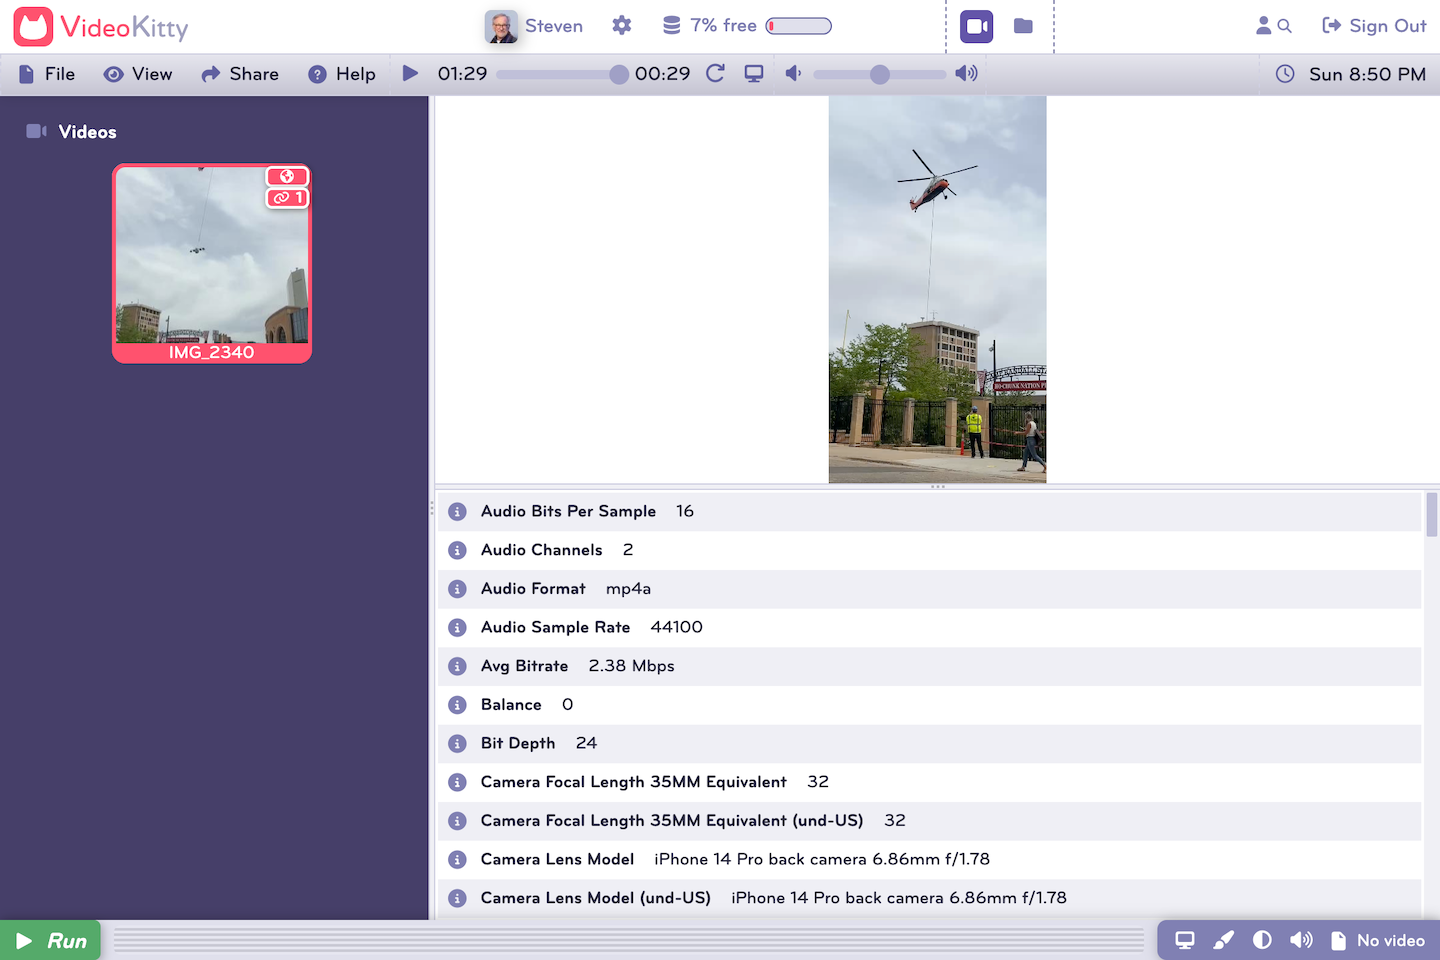 VideoKitty
Steven
7% free
Sign Out
File
View
Share
Help
01:29
00:29
Sun 8:50 PM
Videos
1
IMG_2340
HO-CHUNK NATION
Audio Bits Per Sample 16
Audio Channels 2
Audio Format mp4a
Audio Sample Rate 44100
Avg Bitrate 2.38 Mbps
Balance 0
Bit Depth 24
Camera Focal Length 35MM Equivalent 32
Camera Focal Length 35MM Equivalent (und-US) 32
Camera Lens Model iPhone 14 Pro back camera 6.86mm f/1.78
Camera Lens Model (und-US) iPhone 14 Pro back camera 6.86mm f/1.78
Run
No video